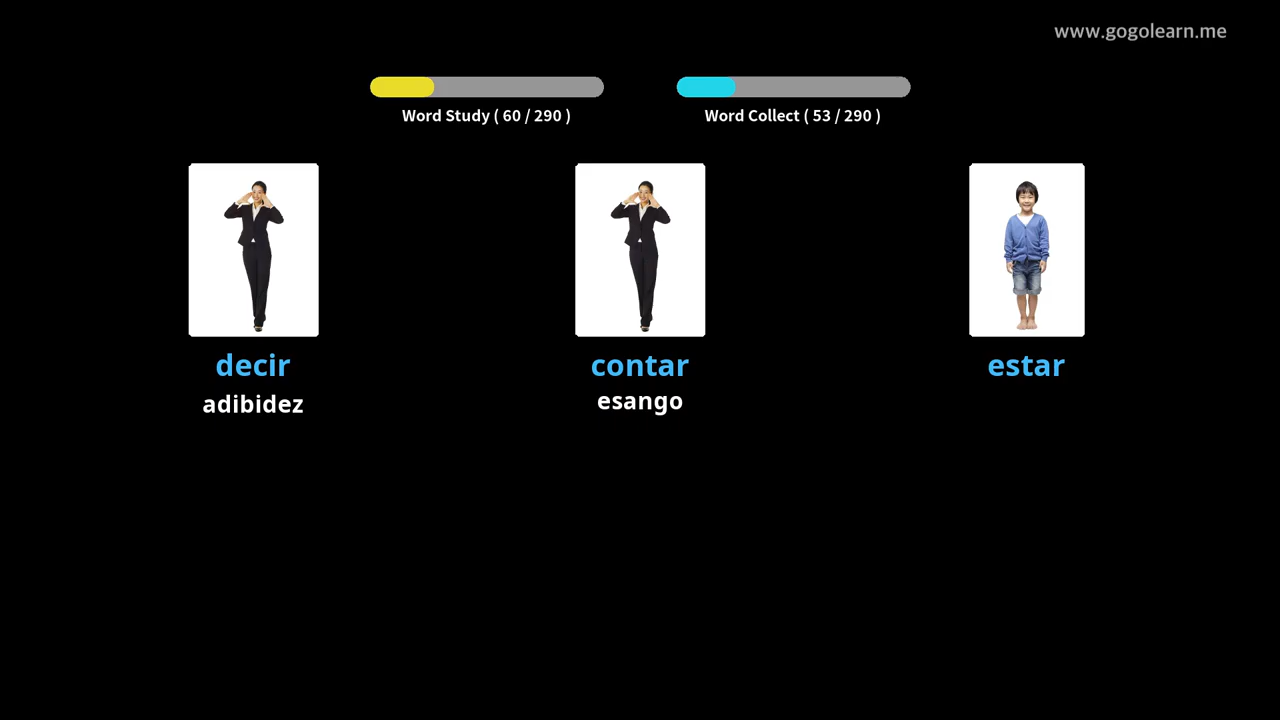 www.gogolearn.me
Word Study ( 60 / 290 )
Word Collect ( 53 / 290 )
decir
adibidez
contar
esango
estar